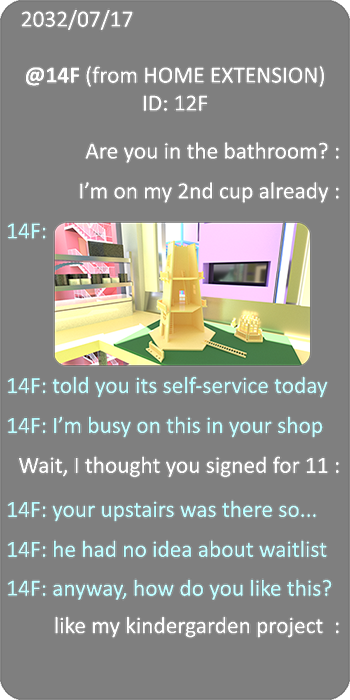 2032/07/17
@14F (from HOME EXTENSION)
ID: 12F
Are you in the bathroom? :
I'm on my 2nd cup already :
14F:
14F: told you its self-service today
14F: I'm busy on this in your shop
Wait, I thought you signed for 11 :
14F: your upstairs was there so...
14F: he had no idea about waitlist
14F: anyway, how do you like this?
like my kindergarden project :